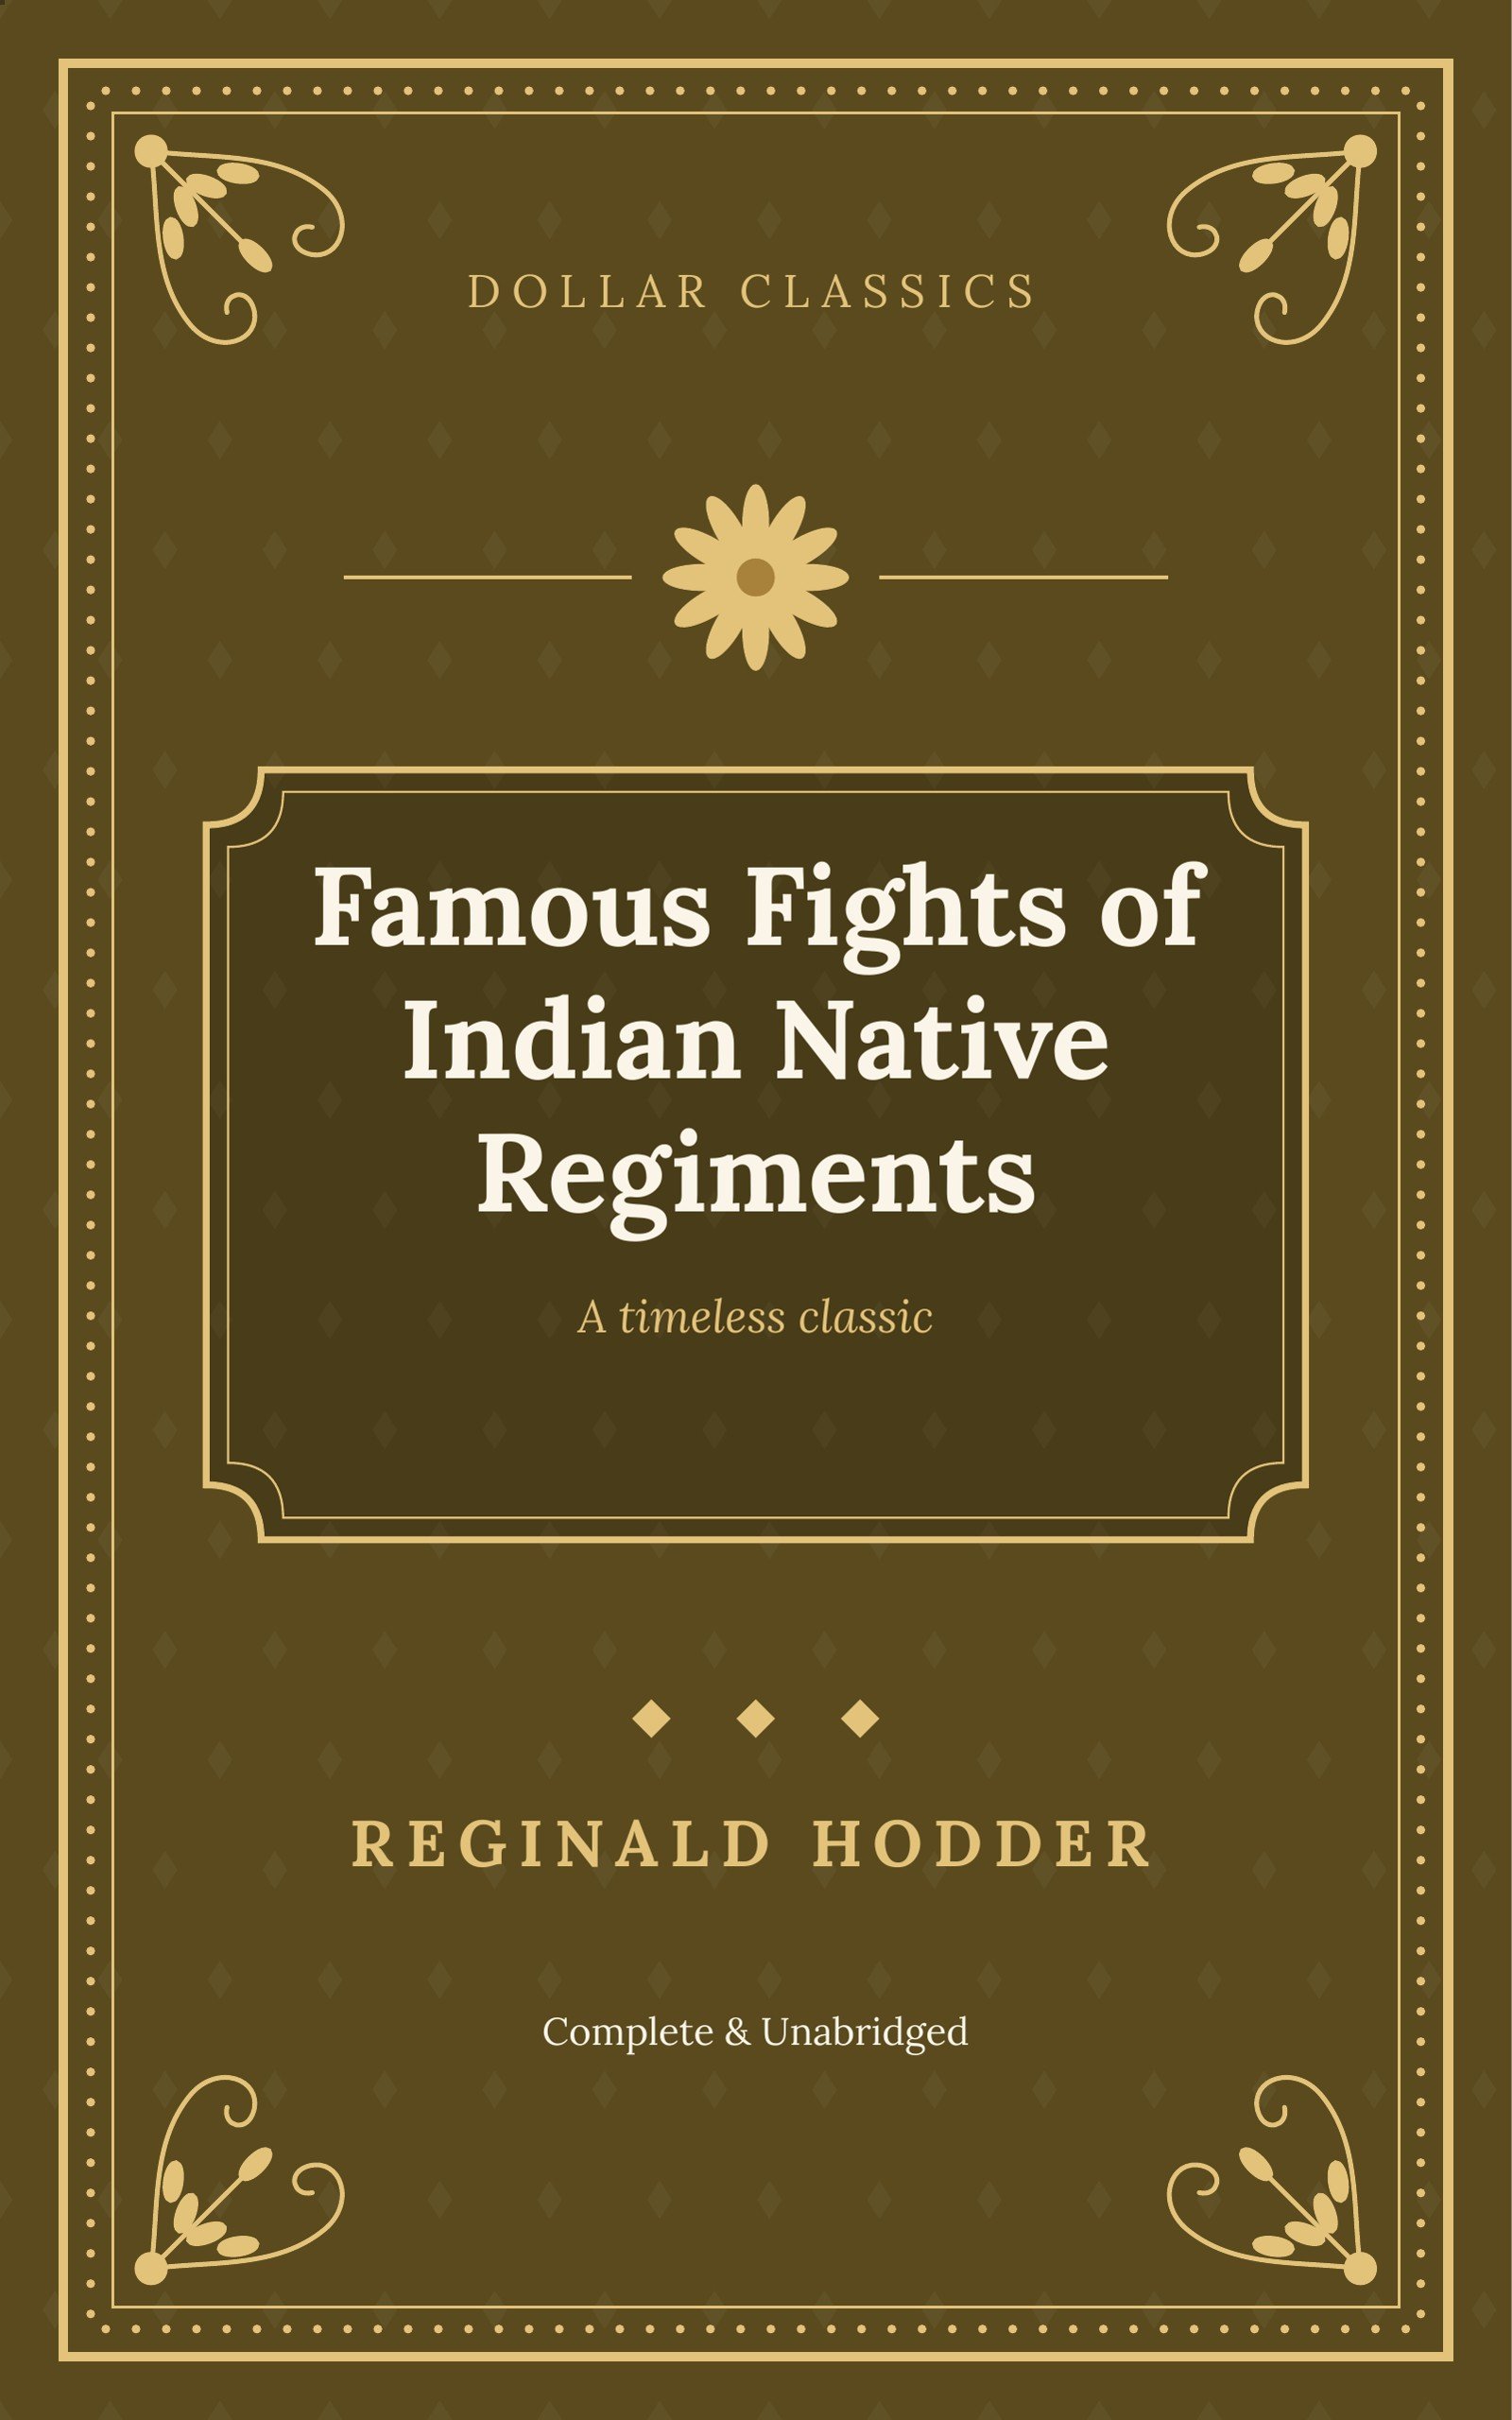 DOLLAR CLASSICS
Famous Fights of
Indian Native
Regiments
A timeless classic
REGINALD HODDER
Complete & Unabridged